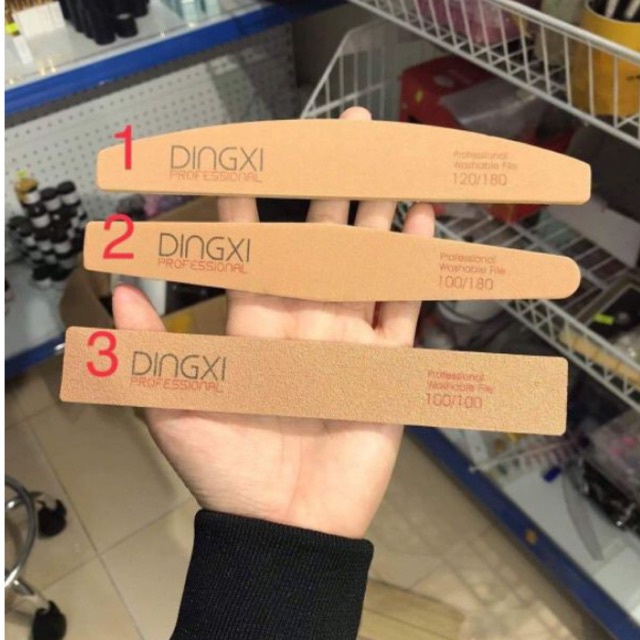 1
DINGXI
PROFESSIONAL
Professional
Washable File
120/180
2
DINGXI
PROFESSIONAL
Professional
Washable File
100/180
3
DINGXI
PROFESSIONAL
Professional
Washable File
100/100